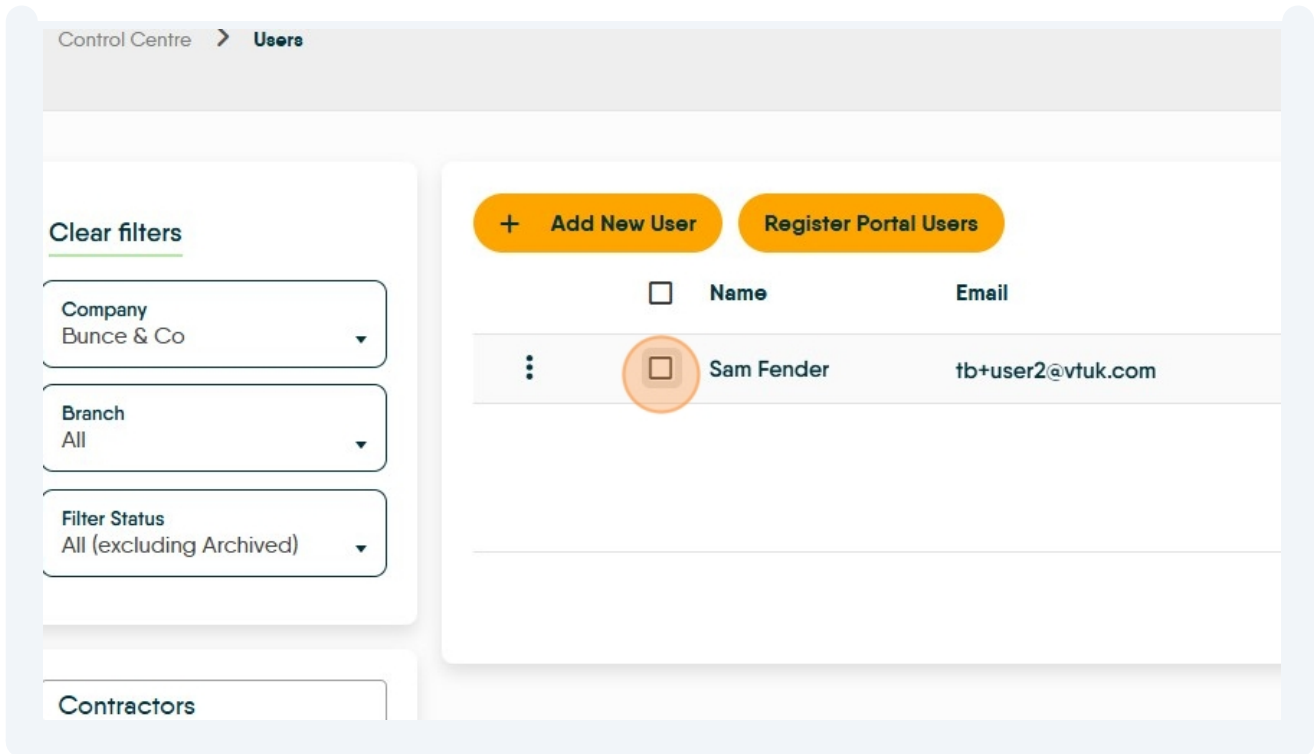 Control Centre > Users
Clear filters
Company
Bunce & Co
Branch
All
Filter Status
All (excluding Archived)
Contractors
+ Add New User
Register Portal Users
Name Email
Sam Fender tb+user2@vtuk.com